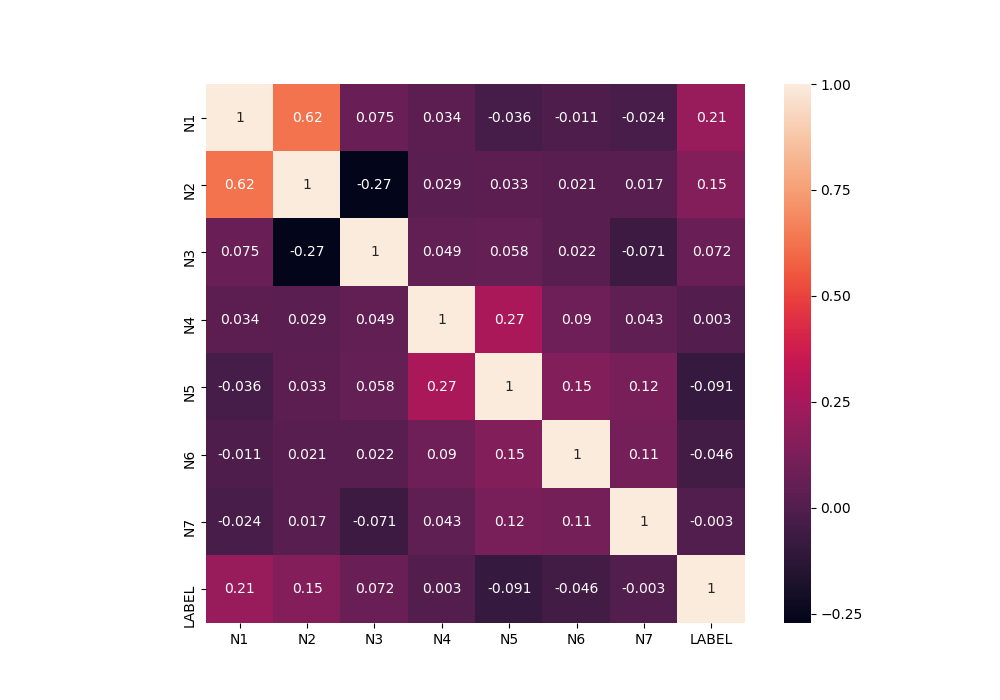 N1 1 0.62 0.075 0.034 -0.036 -0.011 -0.024 0.21
N2 0.62 1 -0.27 0.029 0.033 0.021 0.017 0.15
N3 0.075 -0.27 1 0.049 0.058 0.022 -0.071 0.072
N4 0.034 0.029 0.049 1 0.27 0.09 0.043 0.003
N5 -0.036 0.033 0.058 0.27 1 0.15 0.12 -0.091
N6 -0.011 0.021 0.022 0.09 0.15 1 0.11 -0.046
N7 -0.024 0.017 -0.071 0.043 0.12 0.11 1 -0.003
LABEL 0.21 0.15 0.072 0.003 -0.091 -0.046 -0.003 1
N1 N2 N3 N4 N5 N6 N7 LABEL
1.00
0.75
0.50
0.25
0.00
−0.25